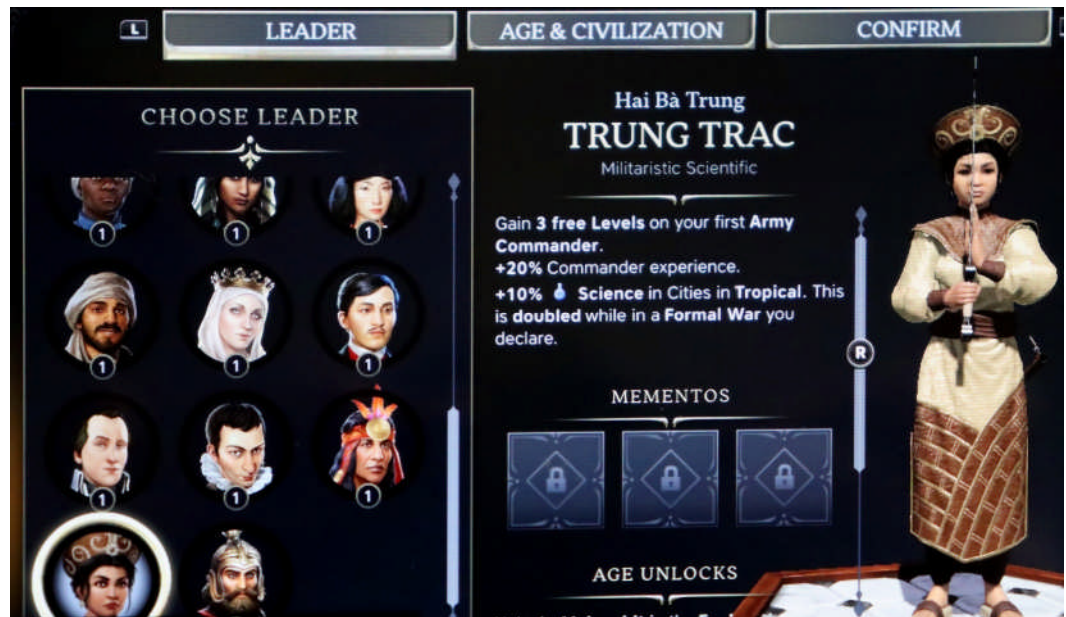 L
LEADER
AGE & CIVILIZATION
CONFIRM
CHOOSE LEADER
1
1
1
1
1
1
1
1
1
Hai Bà Trung
TRUNG TRAC
Militaristic Scientific
Gain 3 free Levels on your first Army
Commander.
+20% Commander experience.
+10% Science in Cities in Tropical. This
is doubled while in a Formal War you
declare.
R
MEMENTOS
AGE UNLOCKS